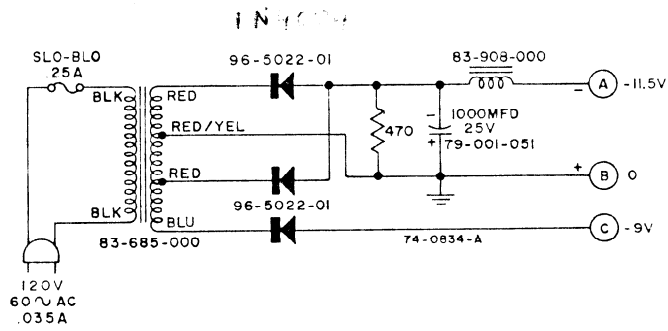 SLO-BLO
.25A
96-5022-01
83-908-000
BLK
RED
A
-11.5V
RED/YEL
470
1000MFD
25V
79-001-051
RED
B
0
96-5022-01
BLK
BLU
C
-9V
83-685-000
74-0834-A
120V
60~AC
.035A